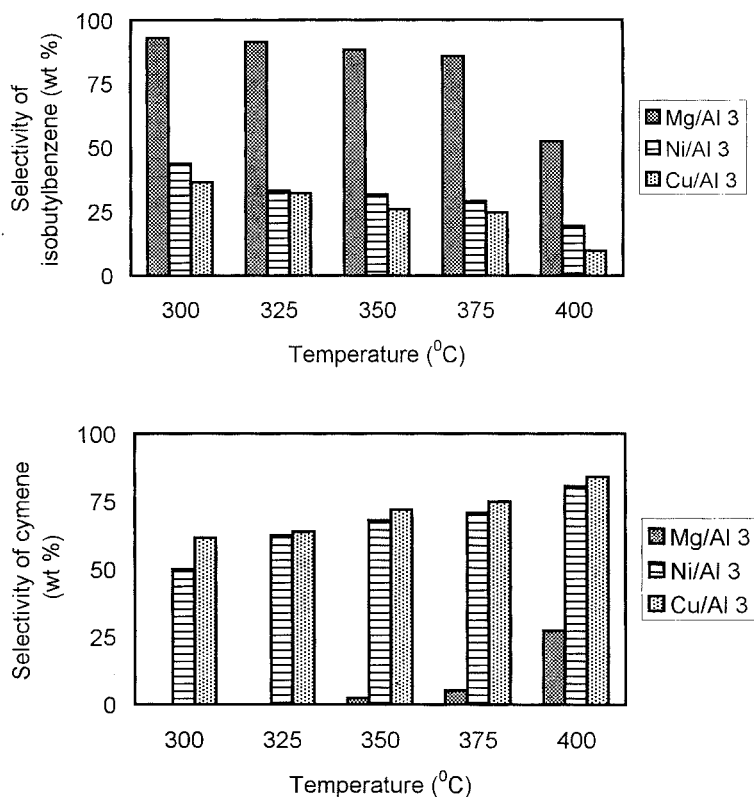 100
75
50
25
0
Selectivity of
isobutylbenzene (wt %)
300 325 350 375 400
Temperature (⁰C)
Mg/Al 3
Ni/Al 3
Cu/Al 3
100
75
50
25
0
Selectivity of cymene
(wt %)
300 325 350 375 400
Temperature (⁰C)
Mg/Al 3
Ni/Al 3
Cu/Al 3